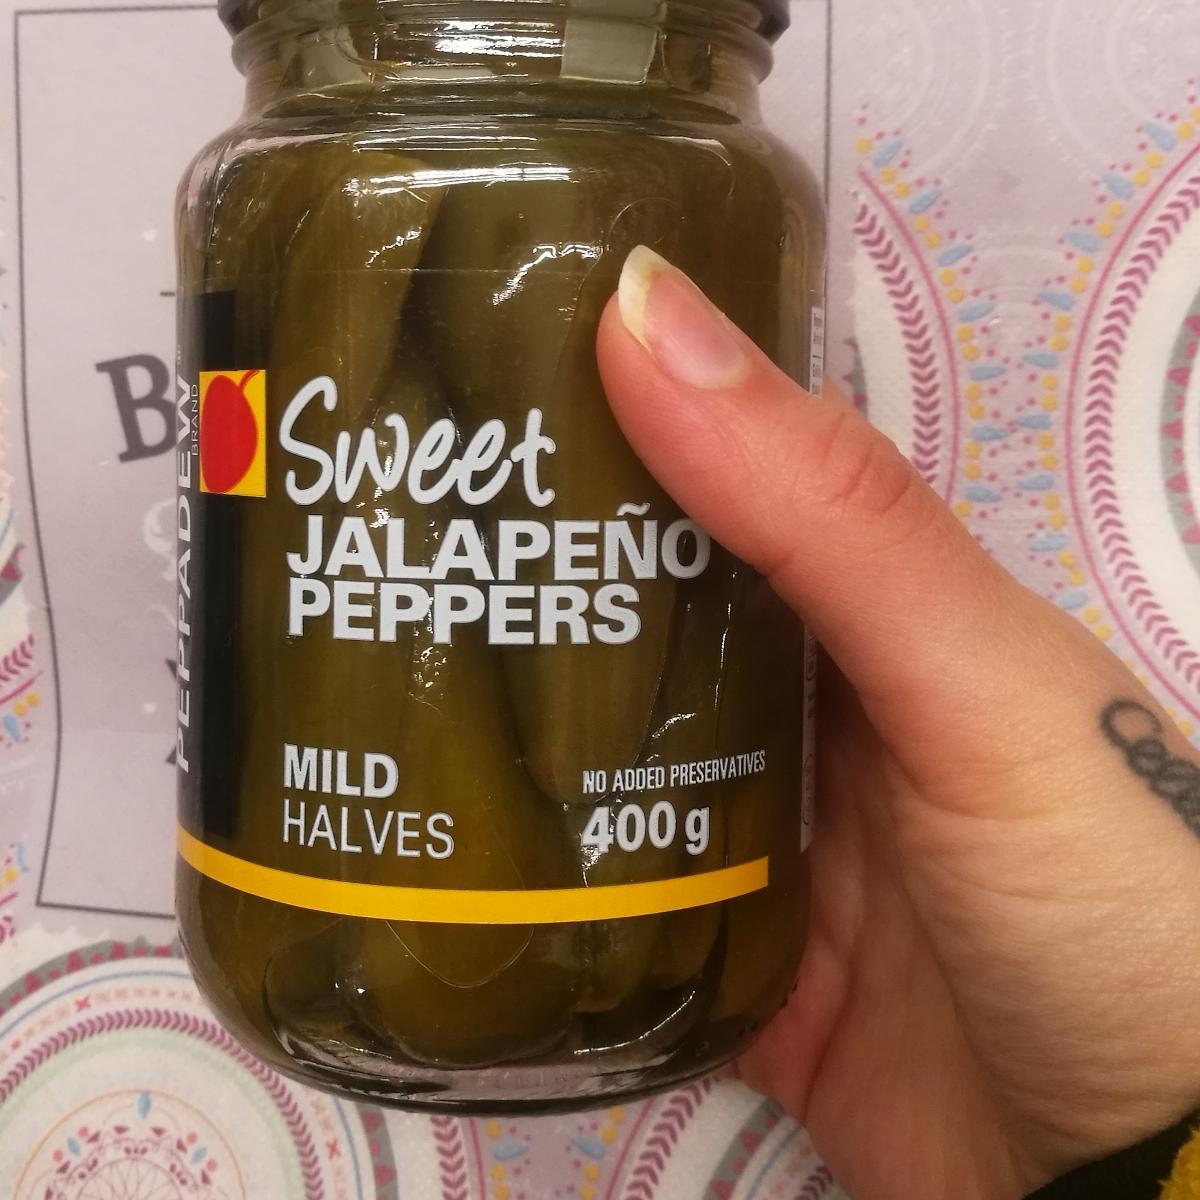 PEPPADEW
BRAND
Sweet
JALAPEÑO
PEPPERS
MILD
HALVES
NO ADDED PRESERVATIVES
400 g
B